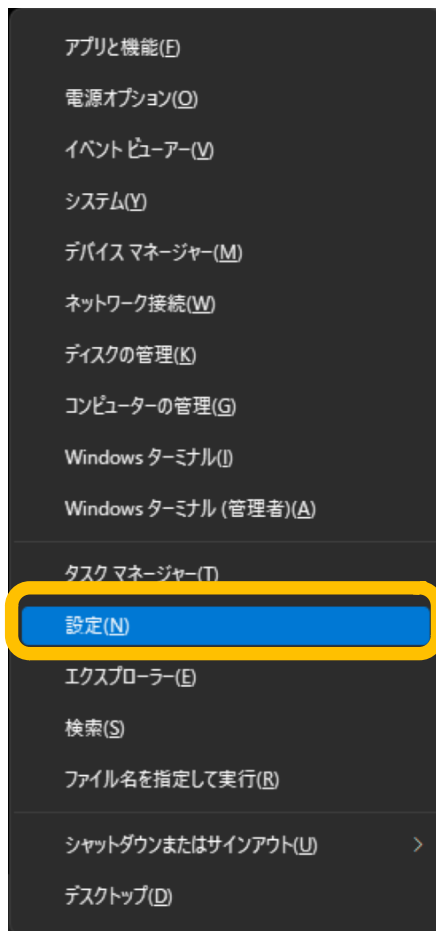 アプリと機能(F)
電源オプション(O)
イベント ビューアー(V)
システム(Y)
デバイス マネージャー(M)
ネットワーク接続(W)
ディスクの管理(K)
コンピューターの管理(G)
Windows ターミナル(I)
Windows ターミナル (管理者)(A)
タスク マネージャー(T)
設定(N)
エクスプローラー(E)
検索(S)
ファイル名を指定して実行(R)
シャットダウンまたはサインアウト(U)
デスクトップ(D)